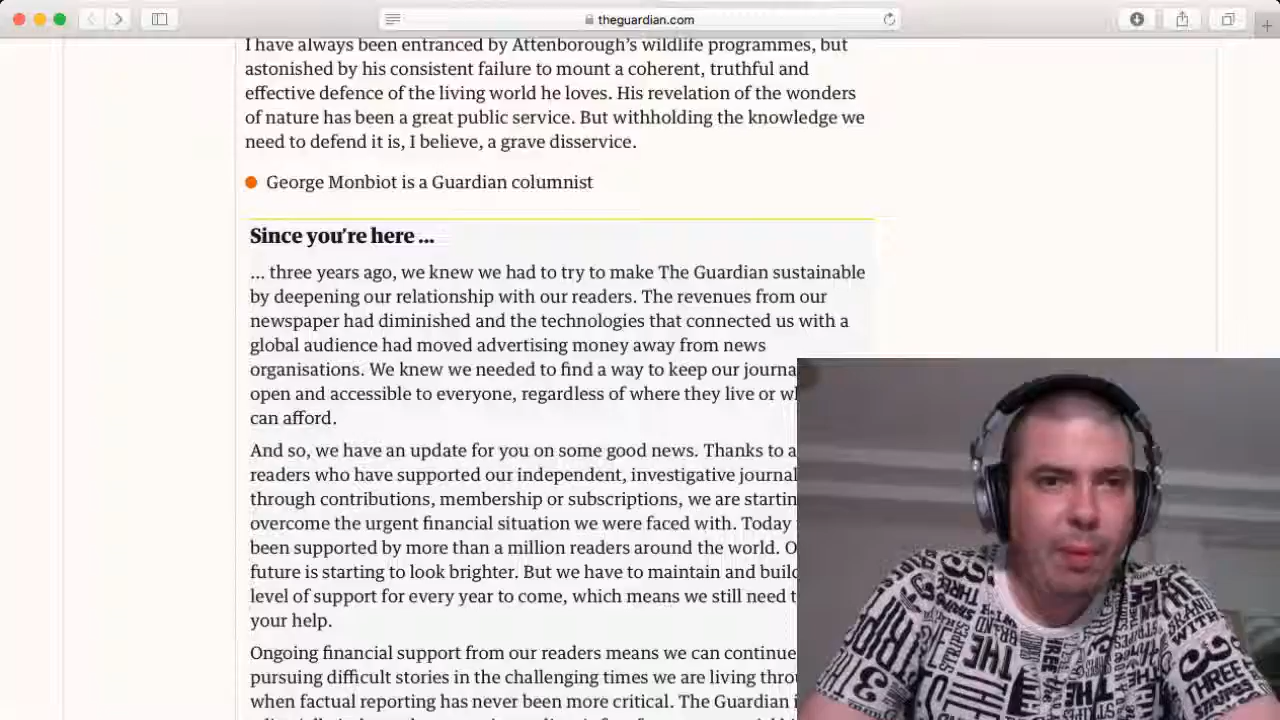 theguardian.com
I have always been entranced by Attenborough's wildlife programmes, but
astonished by his consistent failure to mount a coherent, truthful and
effective defence of the living world he loves. His revelation of the wonders
of nature has been a great public service. But withholding the knowledge we
need to defend it is, I believe, a grave disservice.
George Monbiot is a Guardian columnist
Since you're here ...
... three years ago, we knew we had to try to make The Guardian sustainable
by deepening our relationship with our readers. The revenues from our
newspaper had diminished and the technologies that connected us with a
global audience had moved advertising money away from news
organisations. We knew we needed to find a way to keep our journa
open and accessible to everyone, regardless of where they live or wh
can afford.
And so, we have an update for you on some good news. Thanks to a
readers who have supported our independent, investigative journal
through contributions, membership or subscriptions, we are startin
overcome the urgent financial situation we were faced with. Today
been supported by more than a million readers around the world. O
future is starting to look brighter. But we have to maintain and build
level of support for every year to come, which means we still need t
your help.
Ongoing financial support from our readers means we can continue
pursuing difficult stories in the challenging times we are living throu
when factual reporting has never been more critical. The Guardian i
THE
THREE
THE
BRAND
WITH
3
THREE
STRIPES